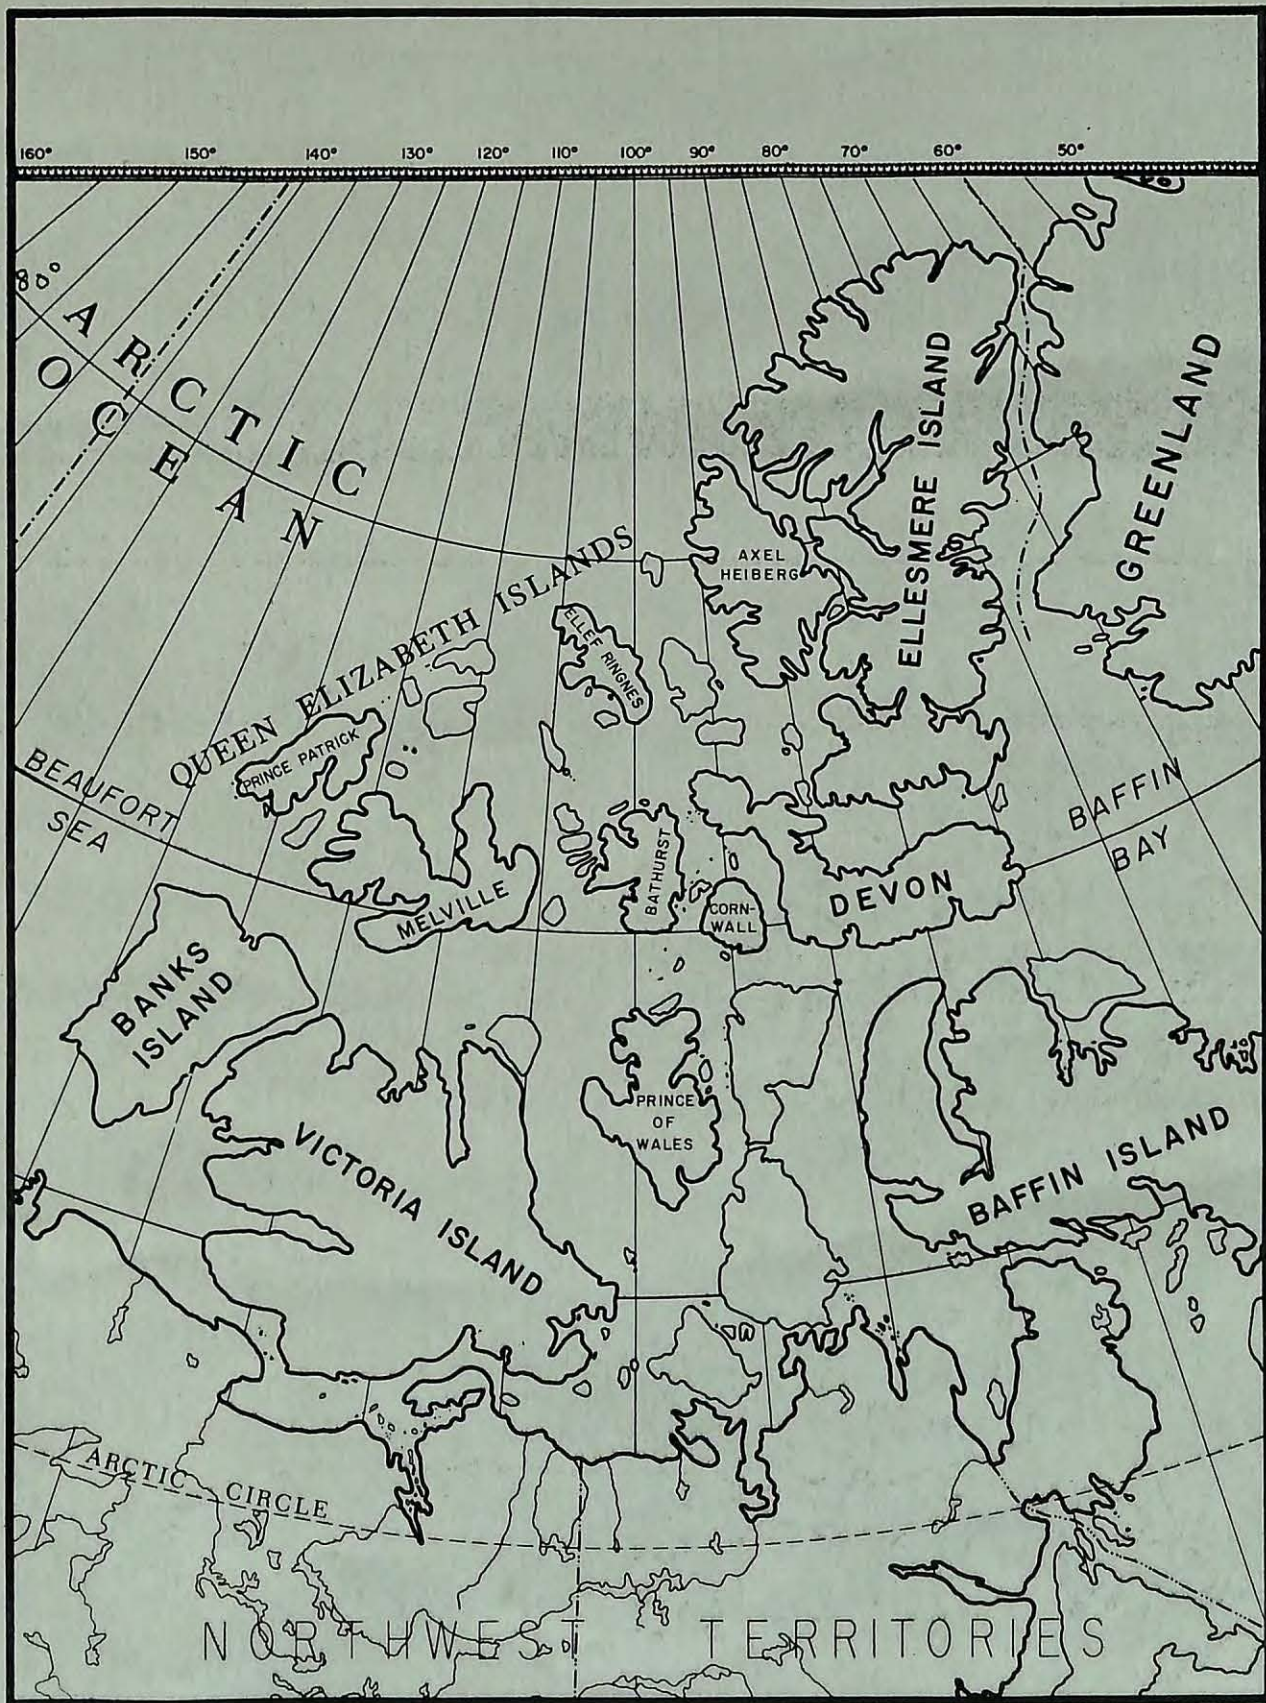 160° 150° 140° 130° 120° 110° 100° 90° 80° 70° 60° 50°
80°
ARCTIC
OCEAN
ELLESMERE ISLAND
GREENLAND
AXEL
HEIBERG
QUEEN ELIZABETH ISLANDS
ELLEF RINGNES
PRINCE PATRICK
BEAUFORT
SEA
BAFFIN
BAY
MELVILLE
BATHURST
CORN-
WALL
DEVON
BANKS
ISLAND
PRINCE
OF
WALES
VICTORIA ISLAND
BAFFIN ISLAND
ARCTIC CIRCLE
NORTHWEST TERRITORIES